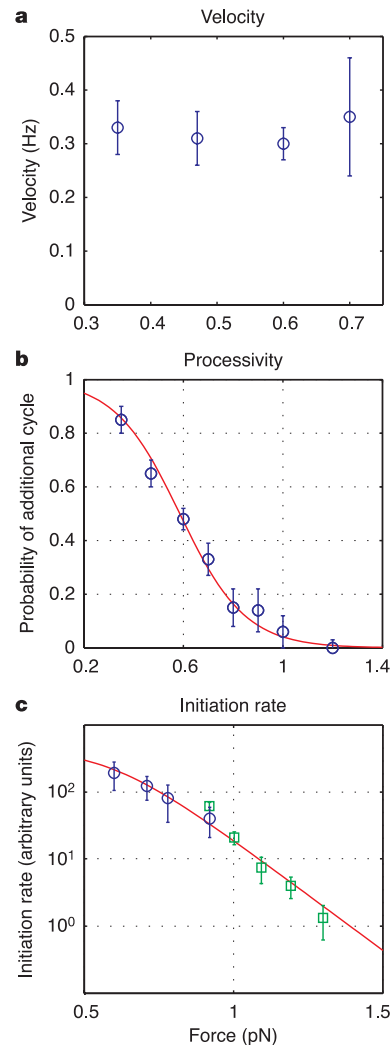 a
Velocity
0.5
0.4
0.3
0.2
0.1
0
Velocity (Hz)
0.3 0.4 0.5 0.6 0.7
b
Processivity
1
0.8
0.6
0.4
0.2
0
Probability of additional cycle
0.2 0.6 1 1.4
c
Initiation rate
10²
10¹
10⁰
Initiation rate (arbitrary units)
0.5 1 1.5
Force (pN)